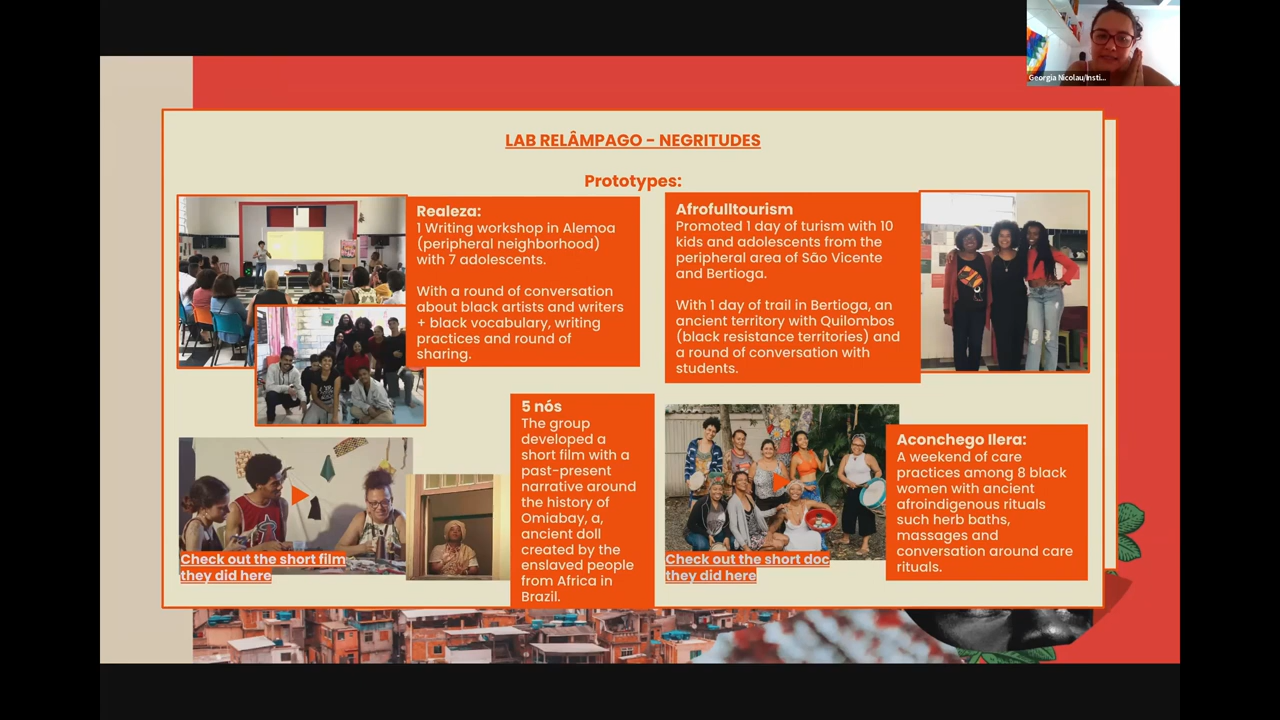 Georgia Nicolau/Insti...
LAB RELÂMPAGO - NEGRITUDES
Prototypes:
Realeza:
1 Writing workshop in Alemoa
(peripheral neighborhood)
with 7 adolescents.
With a round of conversation
about black artists and writers
+ black vocabulary, writing
practices and round of
sharing.
Afrofulltourism
Promoted 1 day of turism with 10
kids and adolescents from the
peripheral area of São Vicente
and Bertioga.
With 1 day of trail in Bertioga, an
ancient territory with Quilombos
(black resistance territories) and
a round of conversation with
students.
5 nós
The group
developed a
short film with a
past-present
narrative around
the history of
Omiabay, a,
ancient doll
created by the
enslaved people
from Africa in
Brazil.
Check out the short film
they did here
Check out the short doc
they did here
Aconchego Ilera:
A weekend of care
practices among 8 black
women with ancient
afroindigenous rituals
such herb baths,
massages and
conversation around care
rituals.